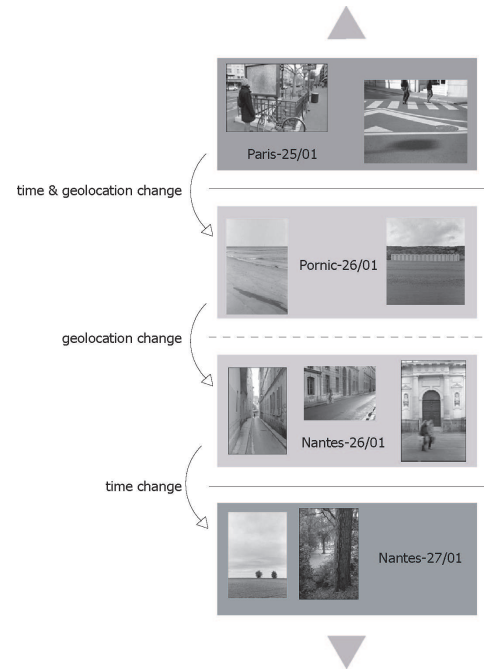 Paris-25/01
time & geolocation change
Pornic-26/01
geolocation change
Nantes-26/01
time change
Nantes-27/01